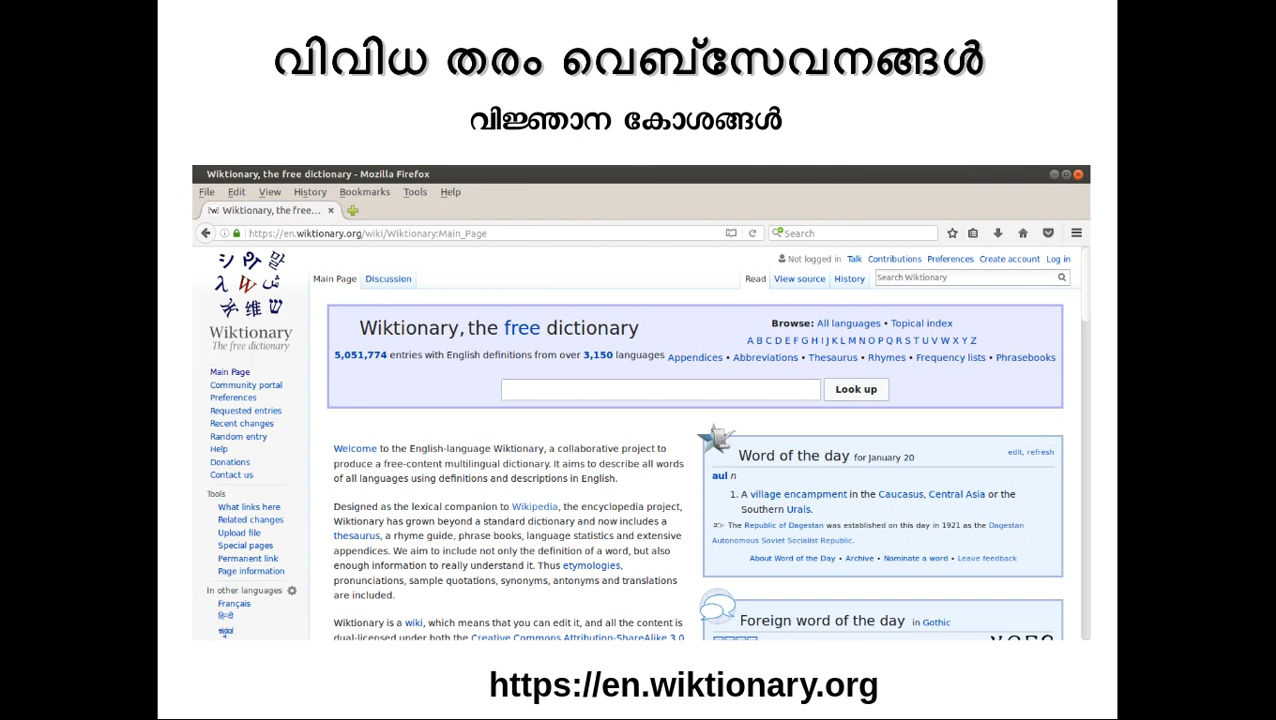 വിവിധ തരം വെബ്സേവനങ്ങൾ
വിജ്ഞാന കോശങ്ങൾ
Wiktionary, the free dictionary - Mozilla Firefox
File Edit View History Bookmarks Tools Help
Wiktionary, the free...
https://en.wiktionary.org/wiki/Wiktionary:Main_Page
Search
Not logged in Talk Contributions Preferences Create account Log in
Main Page Discussion Read View source History Search Wiktionary
Wiktionary
The free dictionary
Main Page
Community portal
Preferences
Requested entries
Recent changes
Random entry
Help
Donations
Contact us
Tools
What links here
Related changes
Upload file
Special pages
Permanent link
Page information
In other languages
Français
हिन्दी
Wiktionary, the free dictionary
5,051,774 entries with English definitions from over 3,150 languages
Browse: All languages • Topical index
A B C D E F G H I J K L M N O P Q R S T U V W X Y Z
Appendices • Abbreviations • Thesaurus • Rhymes • Frequency lists • Phrasebooks
Look up
Welcome to the English-language Wiktionary, a collaborative project to
produce a free-content multilingual dictionary. It aims to describe all words
of all languages using definitions and descriptions in English.
Designed as the lexical companion to Wikipedia, the encyclopedia project,
Wiktionary has grown beyond a standard dictionary and now includes a
thesaurus, a rhyme guide, phrase books, language statistics and extensive
appendices. We aim to include not only the definition of a word, but also
enough information to really understand it. Thus etymologies,
pronunciations, sample quotations, synonyms, antonyms and translations
are included.
Wiktionary is a wiki, which means that you can edit it, and all the content is
dual-licensed under both the Creative Commons Attribution-ShareAlike 3.0
Word of the day for January 20
edit, refresh
aul n
1. A village encampment in the Caucasus, Central Asia or the
Southern Urals.
The Republic of Dagestan was established on this day in 1921 as the Dagestan
Autonomous Soviet Socialist Republic.
About Word of the Day • Archive • Nominate a word • Leave feedback
Foreign word of the day in Gothic
https://en.wiktionary.org